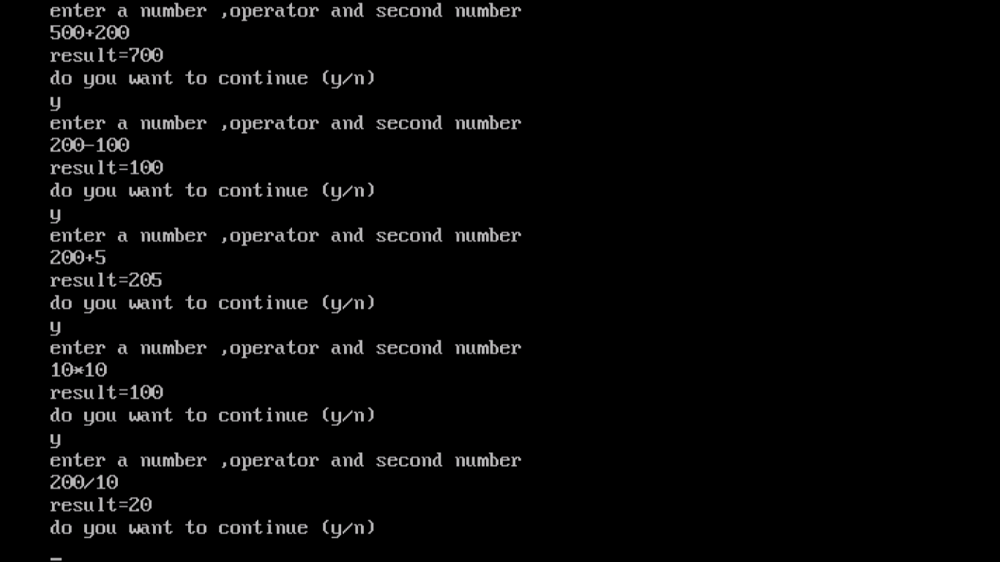 enter a number ,operator and second number
500+200
result=700
do you want to continue (y/n)
y
enter a number ,operator and second number
200-100
result=100
do you want to continue (y/n)
y
enter a number ,operator and second number
200+5
result=205
do you want to continue (y/n)
y
enter a number ,operator and second number
10*10
result=100
do you want to continue (y/n)
y
enter a number ,operator and second number
200/10
result=20
do you want to continue (y/n)
_